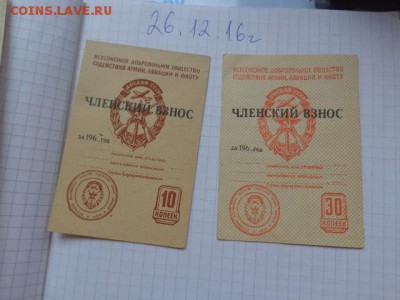 COINS.LAVE.RU
26.12.16г
ВСЕСОЮЗНОЕ ДОБРОВОЛЬНОЕ ОБЩЕСТВО
СОДЕЙСТВИЯ АРМИИ, АВИАЦИИ И ФЛОТУ
ЧЛЕНСКИЙ ВЗНОС
за 196 год
10
КОПЕЕК
ВСЕСОЮЗНОЕ ДОБРОВОЛЬНОЕ ОБЩЕСТВО
СОДЕЙСТВИЯ АРМИИ, АВИАЦИИ И ФЛОТУ
ЧЛЕНСКИЙ ВЗНОС
за 196 год
30
КОПЕЕК